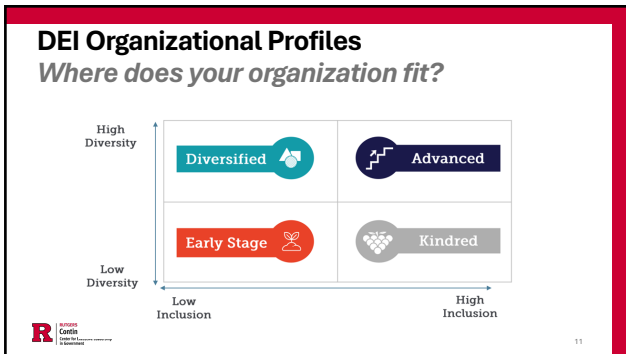 DEI Organizational Profiles
Where does your organization fit?
High
Diversity
Diversified
Advanced
Early Stage
Kindred
Low
Diversity
Low
Inclusion
High
Inclusion
R
RUTGERS
Contin
Center for
in Government
11